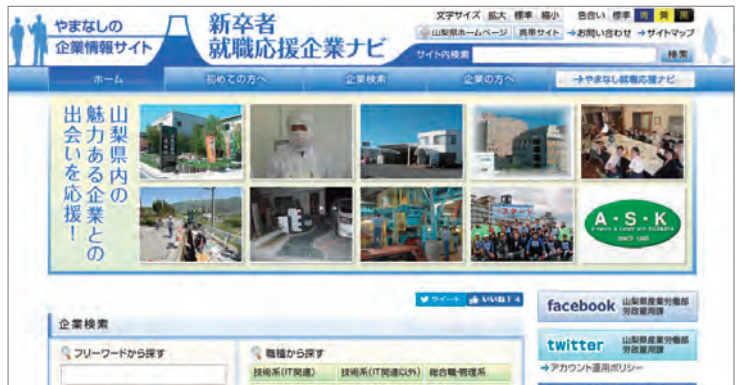 やまなしの
企業情報サイト
新卒者
就職応援企業ナビ
文字サイズ 拡大 標準 縮小 色合い 標準 青 黄 黒
山梨県ホームページ 携帯サイト →お問い合わせ →サイトマップ
サイト内検索 検索
ホーム 初めての方へ 企業検索 企業の方へ →やまなし就職応援ナビ
山梨県内の
魅力ある企業との
出会いを応援！
スタート
A・S・K
SINCE
ツイート いいね! 4
企業検索
フリーワードから探す
職種から探す
技術系(IT関連) 技術系(IT関連以外) 総合職・管理系
facebook 山梨県産業労働部
労政雇用課
twitter 山梨県産業労働部
労政雇用課
→アカウント運用ポリシー